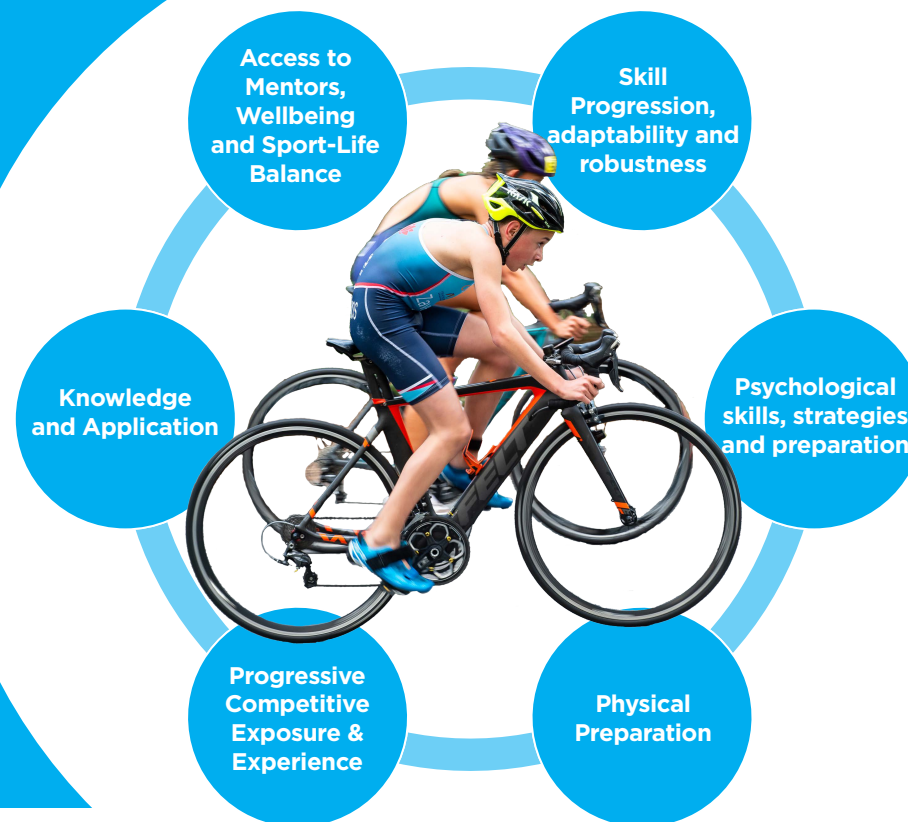 Access to
Mentors,
Wellbeing
and Sport-Life
Balance
Skill
Progression,
adaptability and
robustness
Knowledge
and Application
Psychological
skills, strategies
and preparation
FELT
Progressive
Competitive
Exposure &
Experience
Physical
Preparation